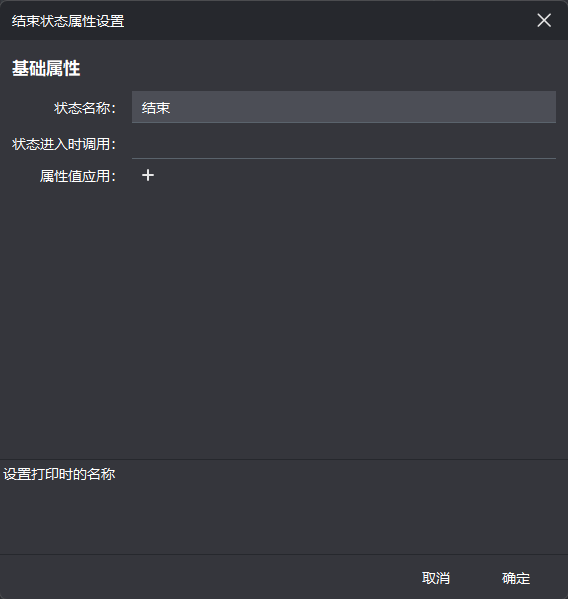 结束状态属性设置
基础属性
状态名称： 结束
状态进入时调用：
属性值应用： +
设置打印时的名称
取消 确定